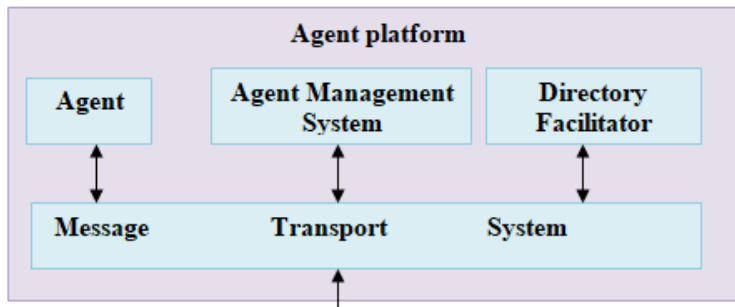 Agent platform
Agent
Agent Management
System
Directory
Facilitator
Message Transport System